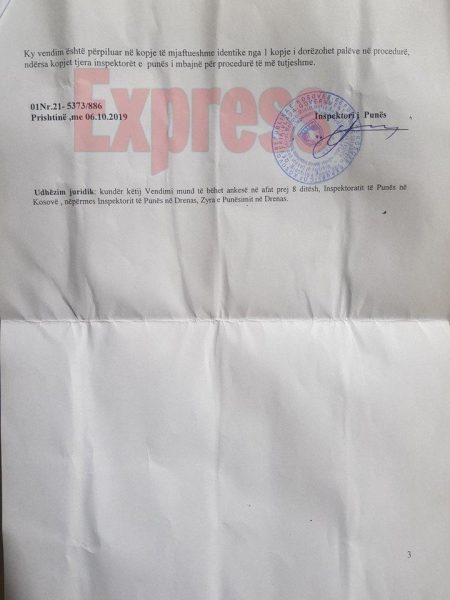 Ky vendim është përpiluar në kopje të mjaftueshme identike nga 1 kopje i dorëzohet palëve në procedurë,
ndërsa kopjet tjera inspektorët e punës i mbajnë për procedurë të më tutjeshme.
Express
01Nr.21- 5373/886
Prishtinë ,me 06.10.2019
Inspektori i Punës
Udhëzim juridik: kundër këtij Vendimi mund të bëhet ankesë në afat prej 8 ditësh, Inspektoratit të Punës në
Kosovë , nëpërmes Inspektorit të Punës në Drenas, Zyra e Punësimit në Drenas.
3